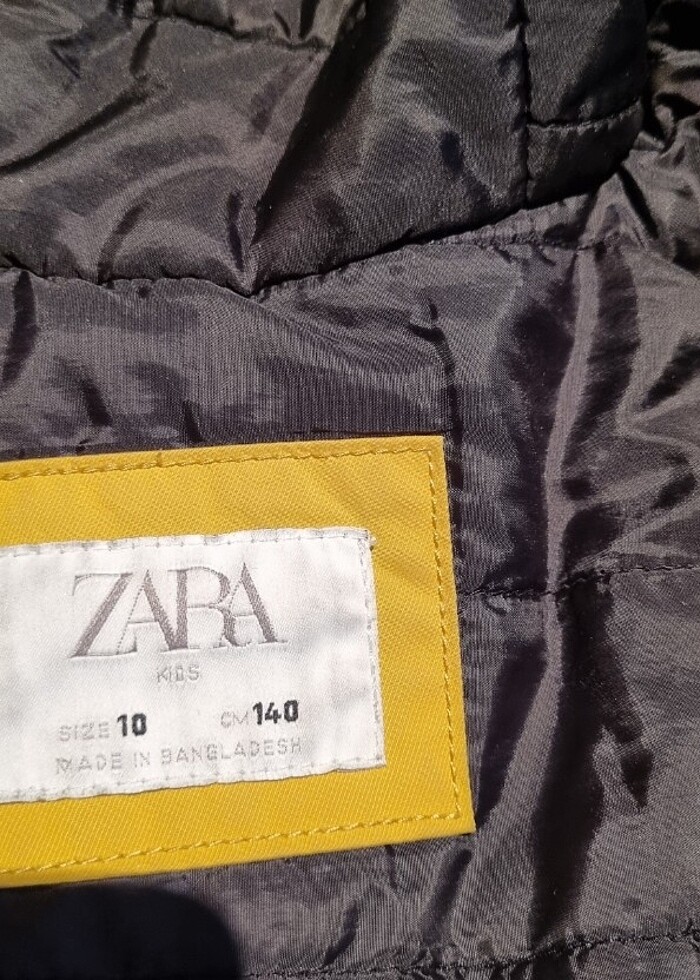 ZARA
KIDS
SIZE 10 CM 140
MADE IN BANGLADESH